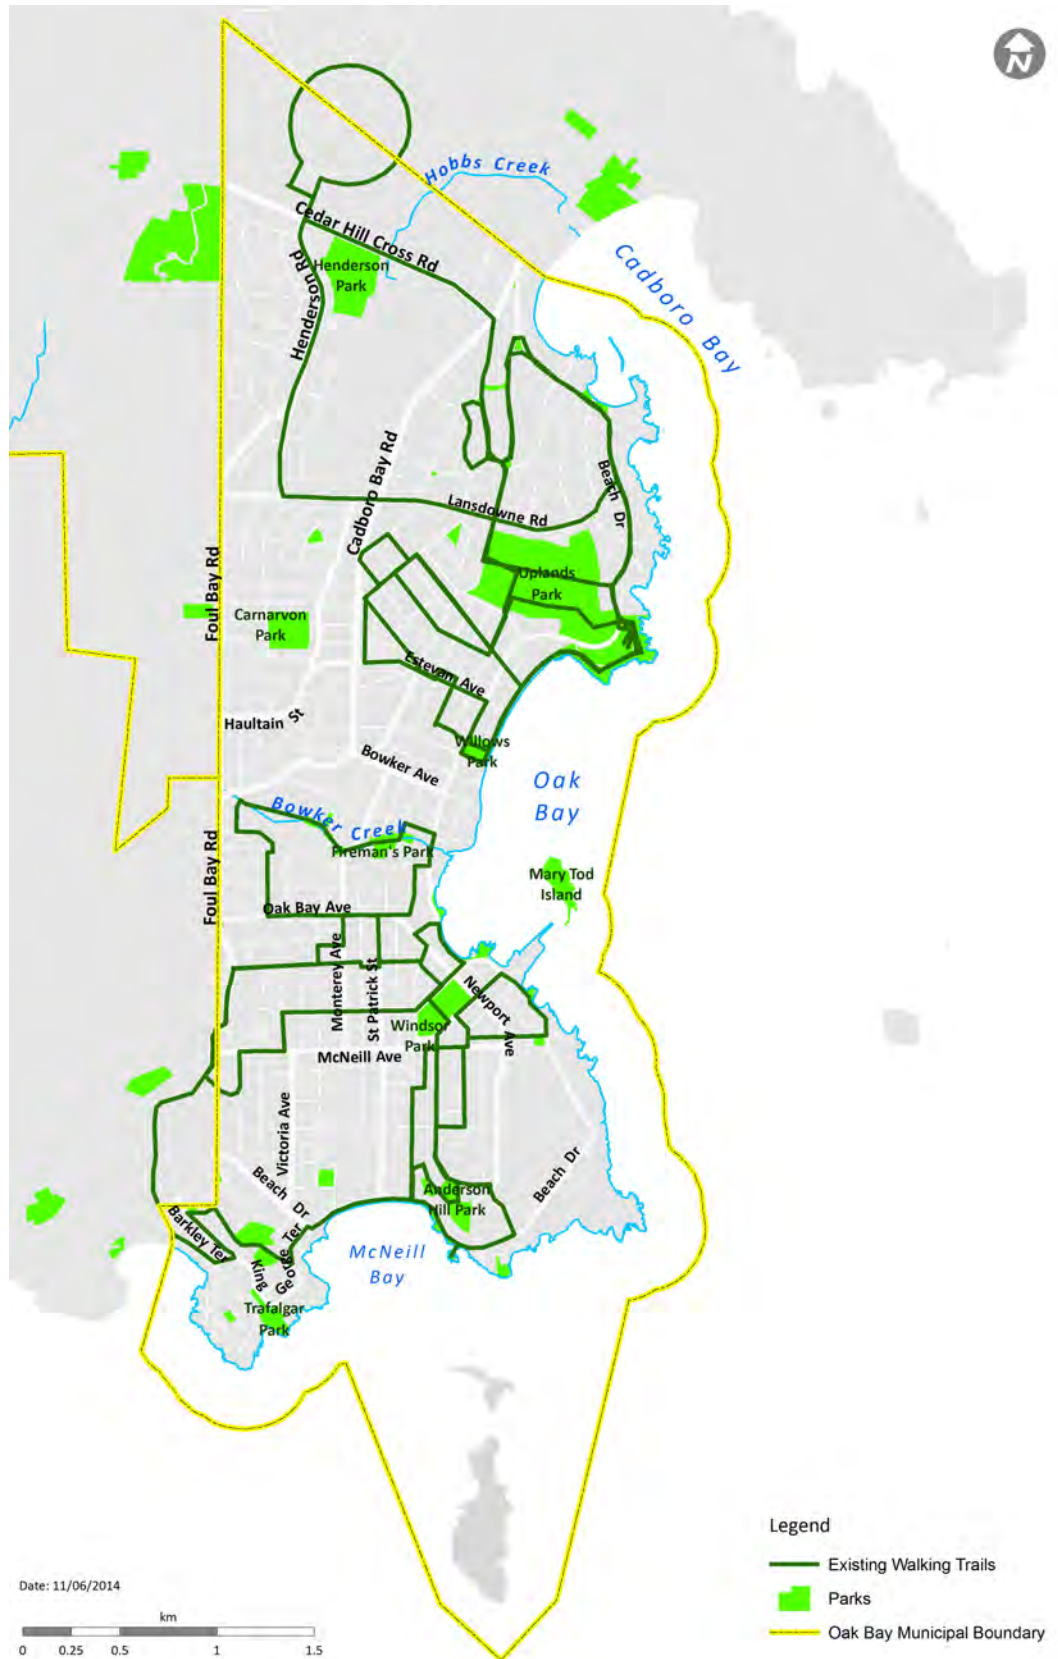 N
Hobbs Creek
Cedar Hill Cross Rd
Cadboro Bay
Henderson Rd
Henderson
Park
Cadboro Bay Rd
Beach Dr
Lansdowne Rd
Uplands
Park
Foul Bay Rd
Carnarvon
Park
Estevan Ave
Haultain St
Willows
Park
Bowker Ave
Oak
Bay
Bowker Creek
Fireman's Park
Foul Bay Rd
Mary Tod
Island
Oak Bay Ave
Monterey Ave
St Patrick St
Newport Ave
Windsor
Park
McNeill Ave
Victoria Ave
Beach Dr
Beach Dr
Anderson
Hill Park
Barkley Ter
King George Ter
McNeill
Bay
Trafalgar
Park
Legend
Existing Walking Trails
Parks
Oak Bay Municipal Boundary
Date: 11/06/2014
km
0 0.25 0.5 1 1.5